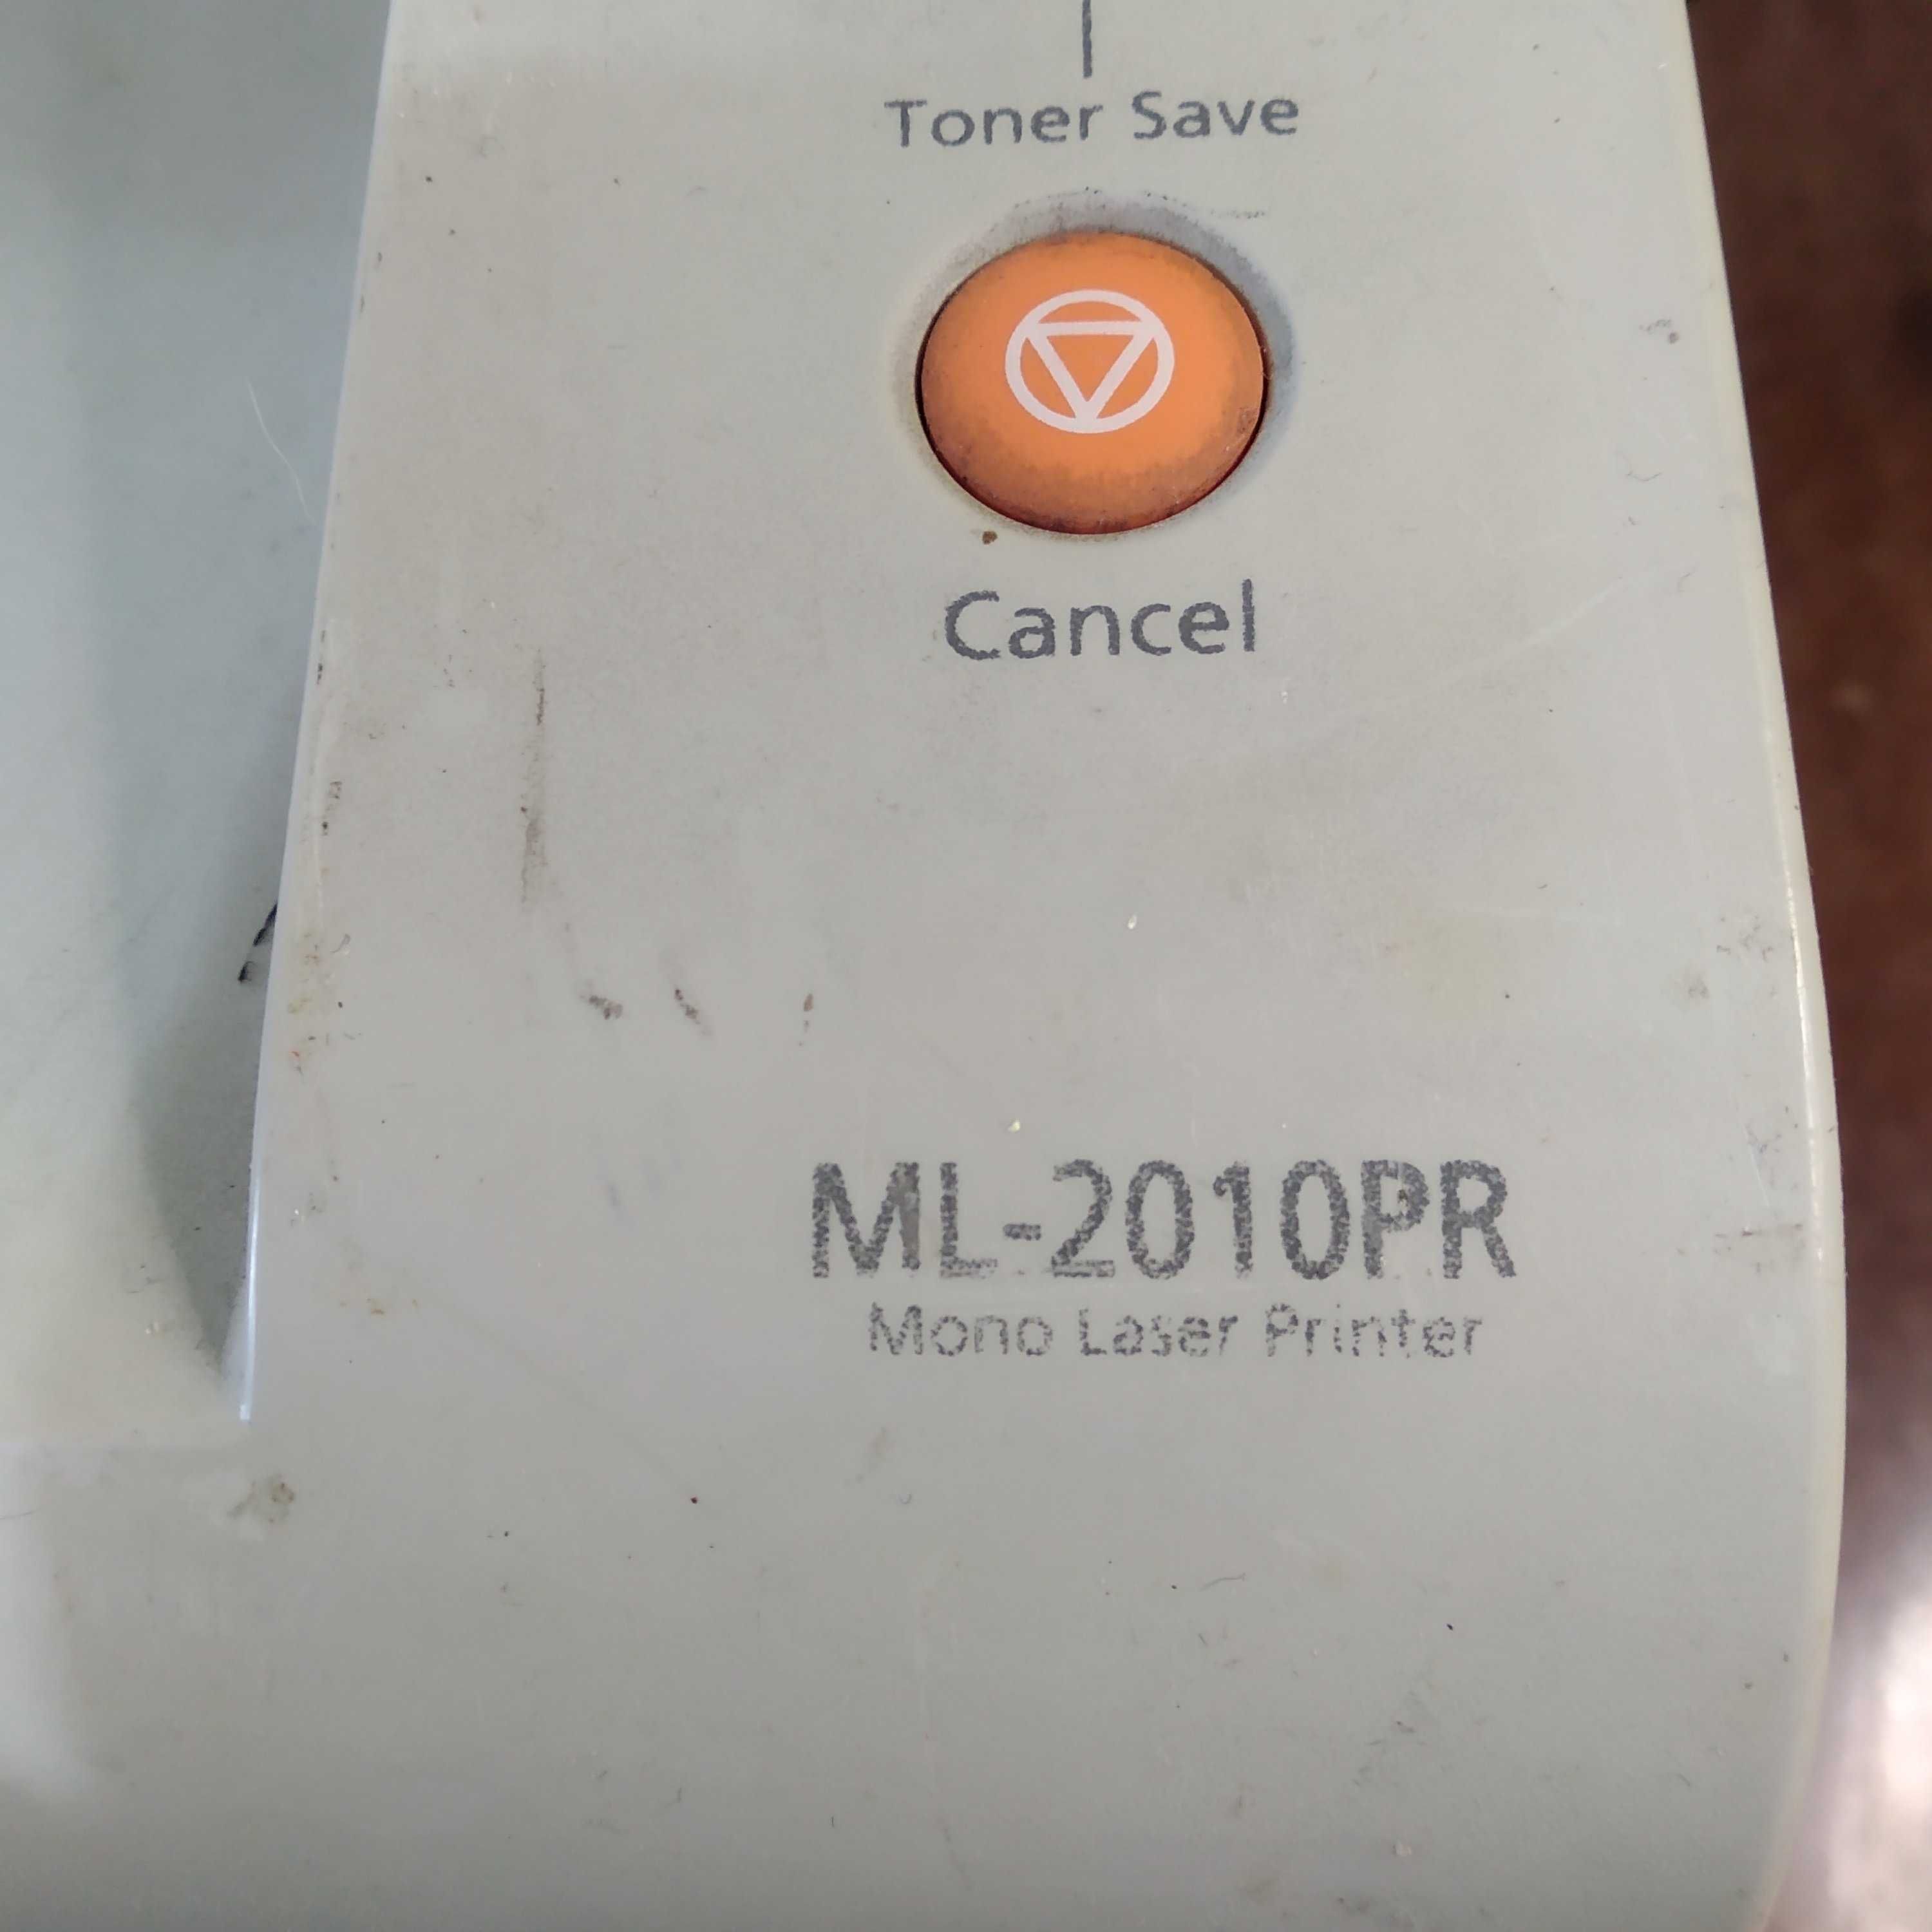 Toner Save
Cancel
ML-2010PR
Mono Laser Printer